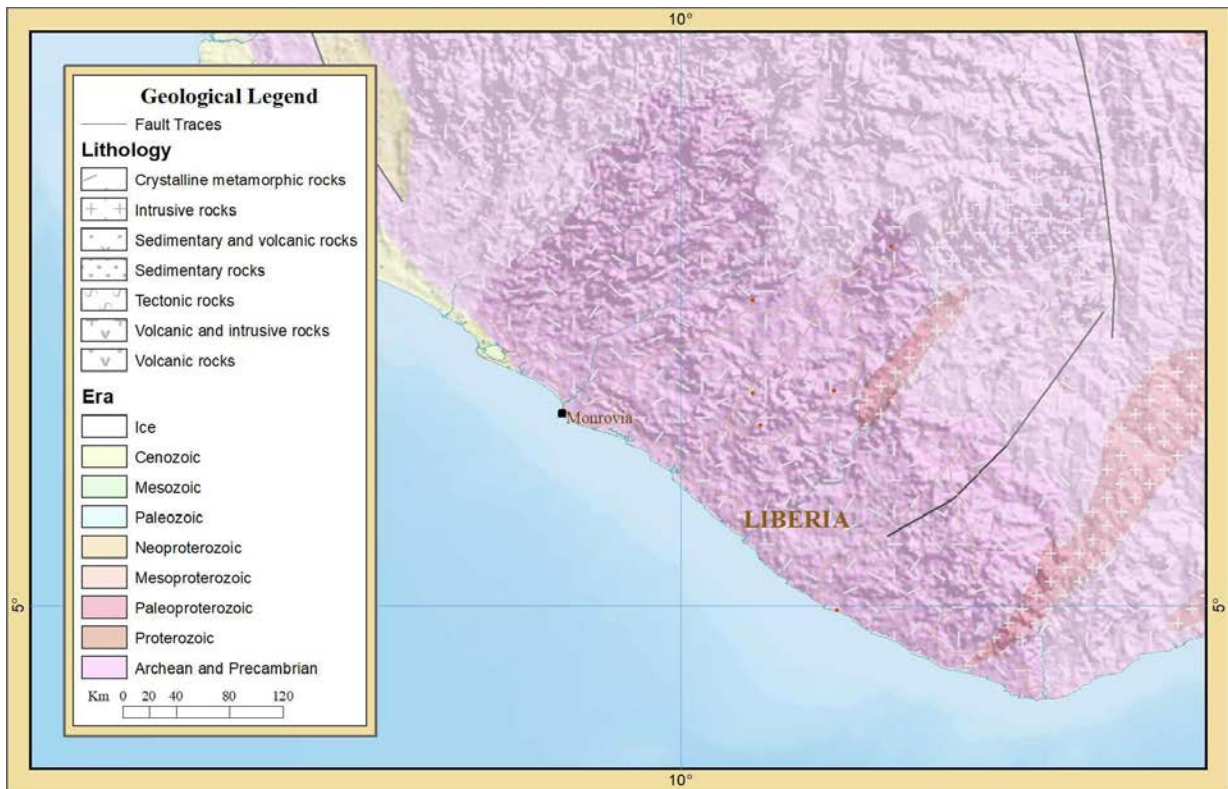 10°
Geological Legend
Fault Traces
Lithology
Crystalline metamorphic rocks
Intrusive rocks
Sedimentary and volcanic rocks
Sedimentary rocks
Tectonic rocks
Volcanic and intrusive rocks
Volcanic rocks
Era
Ice
Cenozoic
Mesozoic
Paleozoic
Neoproterozoic
Mesoproterozoic
Paleoproterozoic
Proterozoic
Archean and Precambrian
Km 0 20 40 80 120
Monrovia
LIBERIA
5°
5°
10°